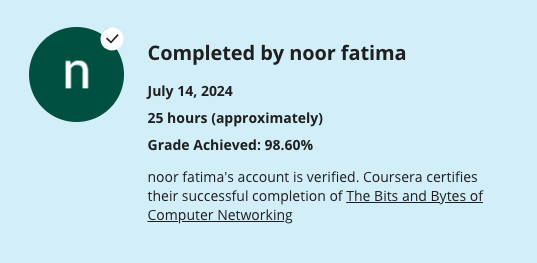 n
Completed by noor fatima
July 14, 2024
25 hours (approximately)
Grade Achieved: 98.60%
noor fatima's account is verified. Coursera certifies
their successful completion of The Bits and Bytes of
Computer Networking